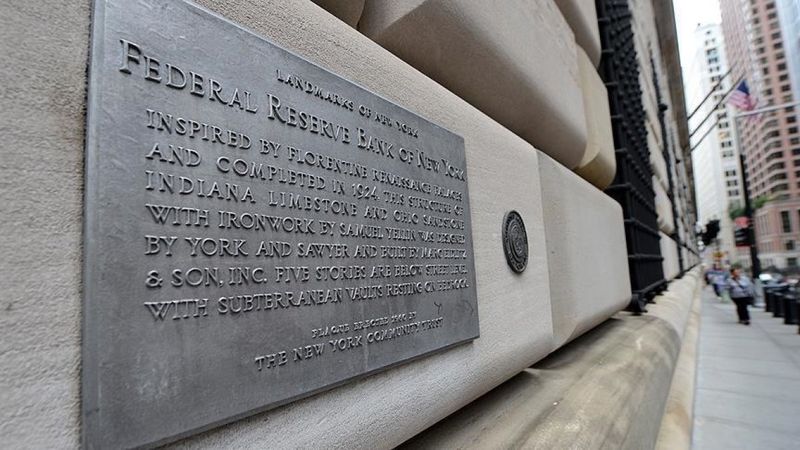 LANDMARKS OF NEW YORK
FEDERAL RESERVE BANK OF NEW YORK
INSPIRED BY FLORENTINE RENAISSANCE PALACES
AND COMPLETED IN 1924, THIS STRUCTURE OF
INDIANA LIMESTONE AND OHIO SANDSTONE
WITH IRONWORK BY SAMUEL YELLIN WAS DESIGNED
BY YORK AND SAWYER AND BUILT BY MARC EIDLITZ
& SON, INC. FIVE STORIES ARE BELOW STREET LEVEL
WITH SUBTERRANEAN VAULTS RESTING ON BEDROCK.
PLAQUE ERECTED BY
THE NEW YORK COMMUNITY TRUST